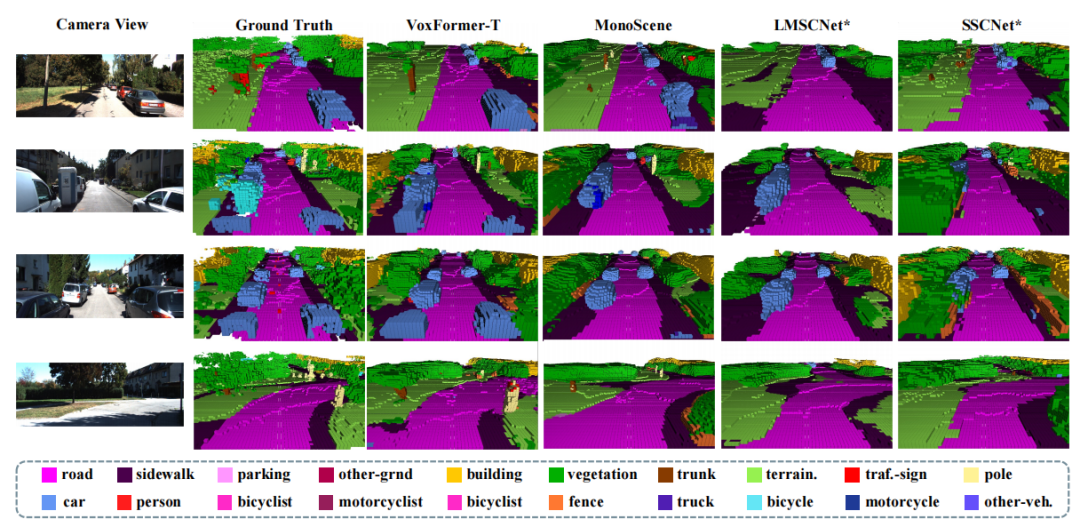 Camera View Ground Truth VoxFormer-T MonoScene LMSCNet* SSCNet*
road sidewalk parking other-grnd building vegetation trunk terrain. traf.-sign pole
car person bicyclist motorcyclist bicyclist fence truck bicycle motorcycle other-veh.